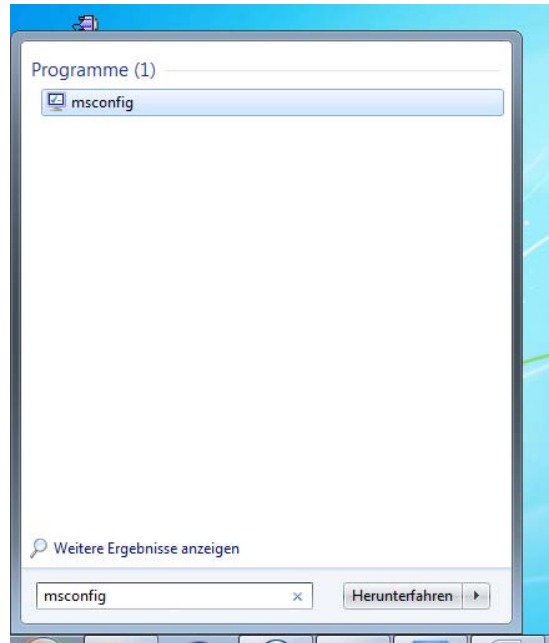 Programme (1)
msconfig
Weitere Ergebnisse anzeigen
msconfig
Herunterfahren